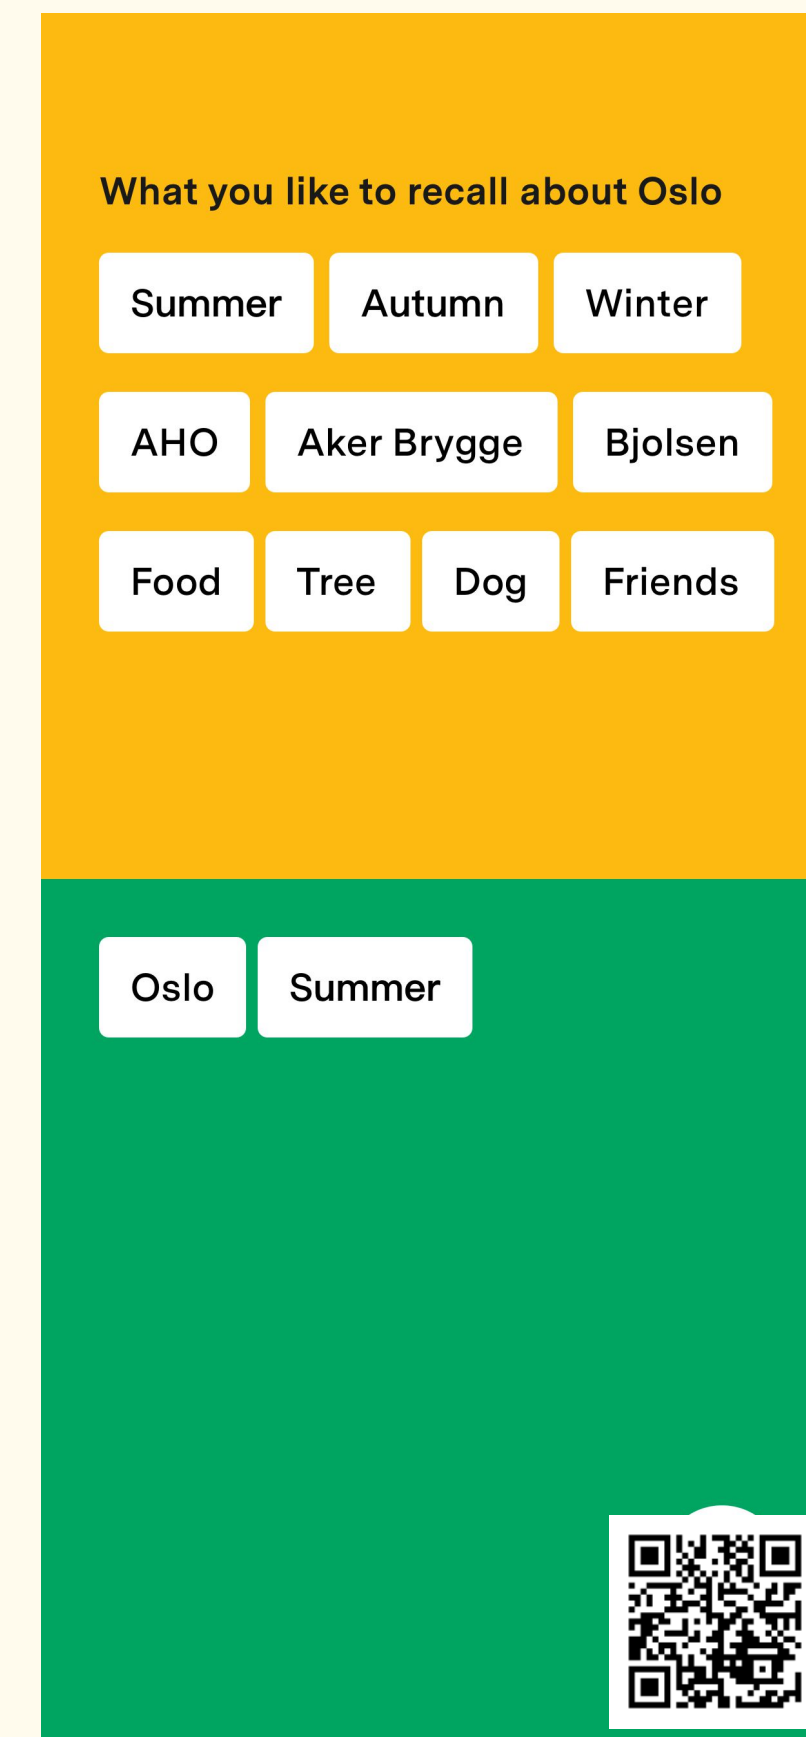 What you like to recall about Oslo
Summer Autumn Winter
AHO Aker Brygge Bjolsen
Food Tree Dog Friends
Oslo Summer